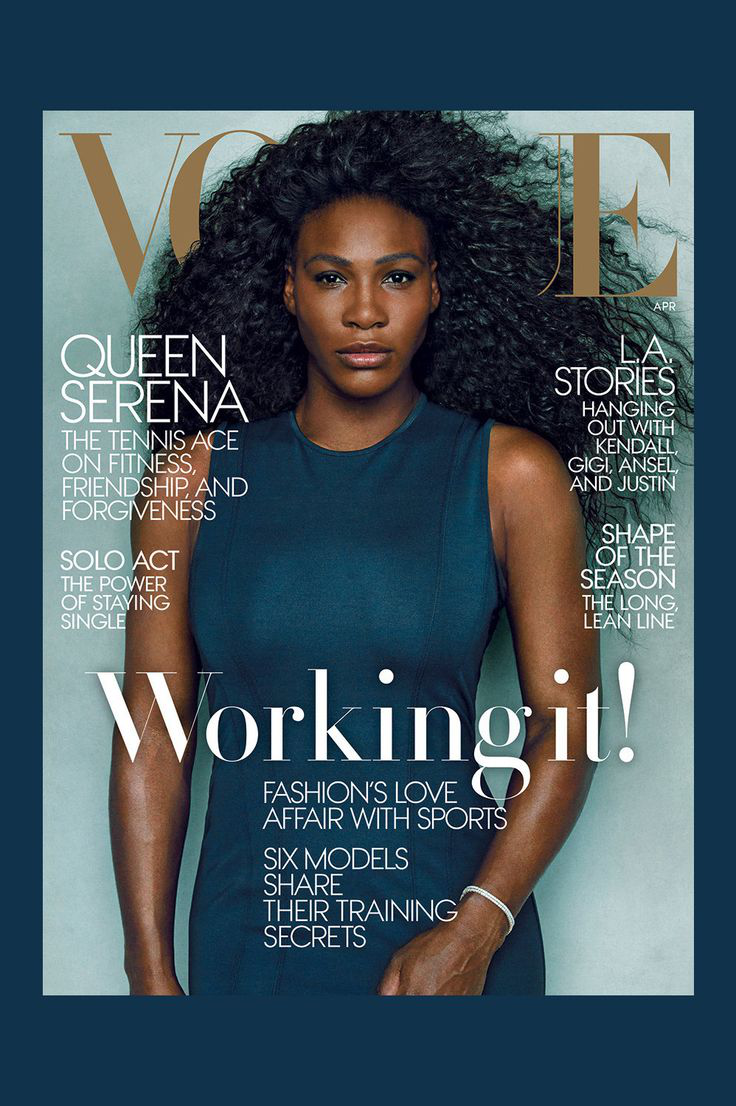 VOGUE
APR
QUEEN
SERENA
THE TENNIS ACE
ON FITNESS,
FRIENDSHIP, AND
FORGIVENESS
SOLO ACT
THE POWER
OF STAYING
SINGLE
L.A.
STORIES
HANGING
OUT WITH
KENDALL,
GIGI, ANSEL,
AND JUSTIN
SHAPE
OF THE
SEASON
THE LONG,
LEAN LINE
Working it!
FASHION'S LOVE
AFFAIR WITH SPORTS
SIX MODELS
SHARE
THEIR TRAINING
SECRETS